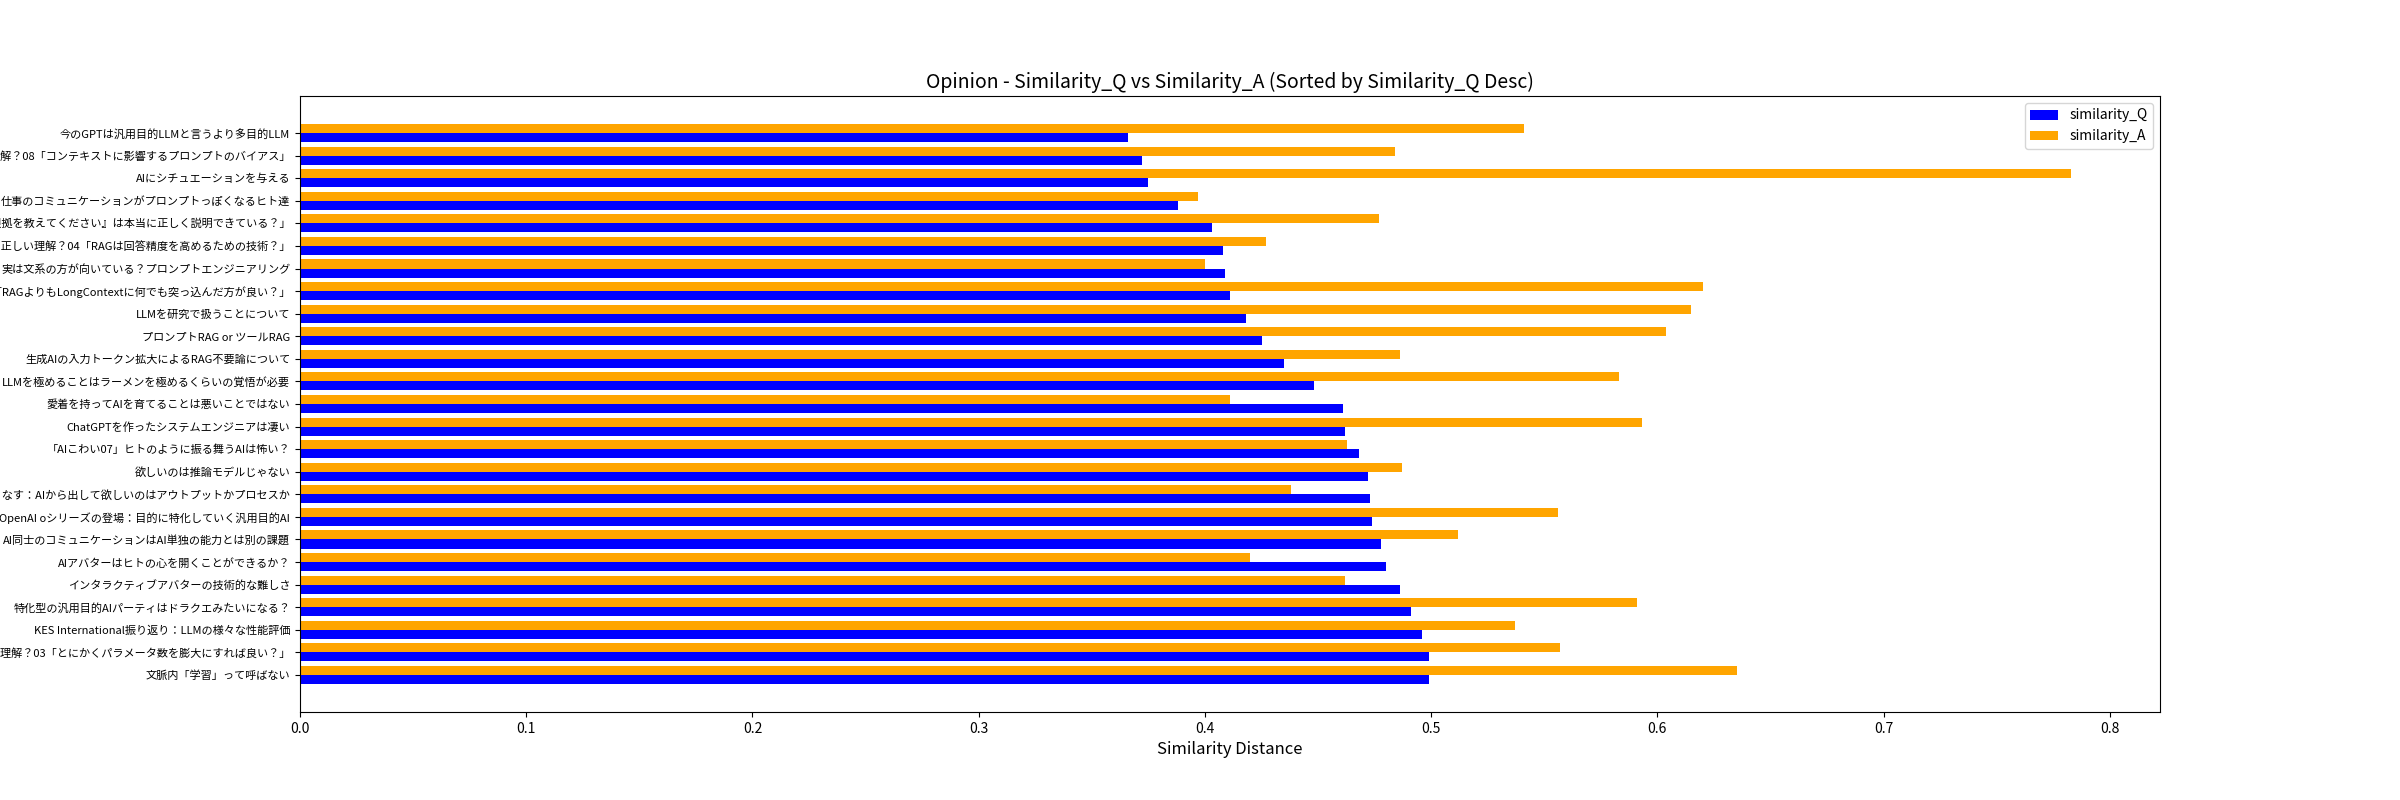 Opinion - Similarity_Q vs Similarity_A (Sorted by Similarity_Q Desc)
similarity_Q
similarity_A
今のGPTは汎用目的LLMと言うより多目的LLM
解？08「コンテキストに影響するプロンプトのバイアス」
AIにシチュエーションを与える
仕事のコミュニケーションがプロンプトっぽくなるヒト達
拠を教えてください』は本当に正しく説明できている？」
正しい理解？04「RAGは回答精度を高めるための技術？」
実は文系の方が向いている？プロンプトエンジニアリング
「RAGよりもLongContextに何でも突っ込んだ方が良い？」
LLMを研究で扱うことについて
プロンプトRAG or ツールRAG
生成AIの入力トークン拡大によるRAG不要論について
LLMを極めることはラーメンを極めるくらいの覚悟が必要
愛着を持ってAIを育てることは悪いことではない
ChatGPTを作ったシステムエンジニアは凄い
「AIこわい07」ヒトのように振る舞うAIは怖い？
欲しいのは推論モデルじゃない
なす：AIから出して欲しいのはアウトプットかプロセスか
OpenAI oシリーズの登場：目的に特化していく汎用目的AI
AI同士のコミュニケーションはAI単独の能力とは別の課題
AIアバターはヒトの心を開くことができるか？
インタラクティブアバターの技術的な難しさ
特化型の汎用目的AIパーティはドラクエみたいになる？
KES International振り返り：LLMの様々な性能評価
理解？03「とにかくパラメータ数を膨大にすれば良い？」
文脈内「学習」って呼ばない
0.0 0.1 0.2 0.3 0.4 0.5 0.6 0.7 0.8
Similarity Distance